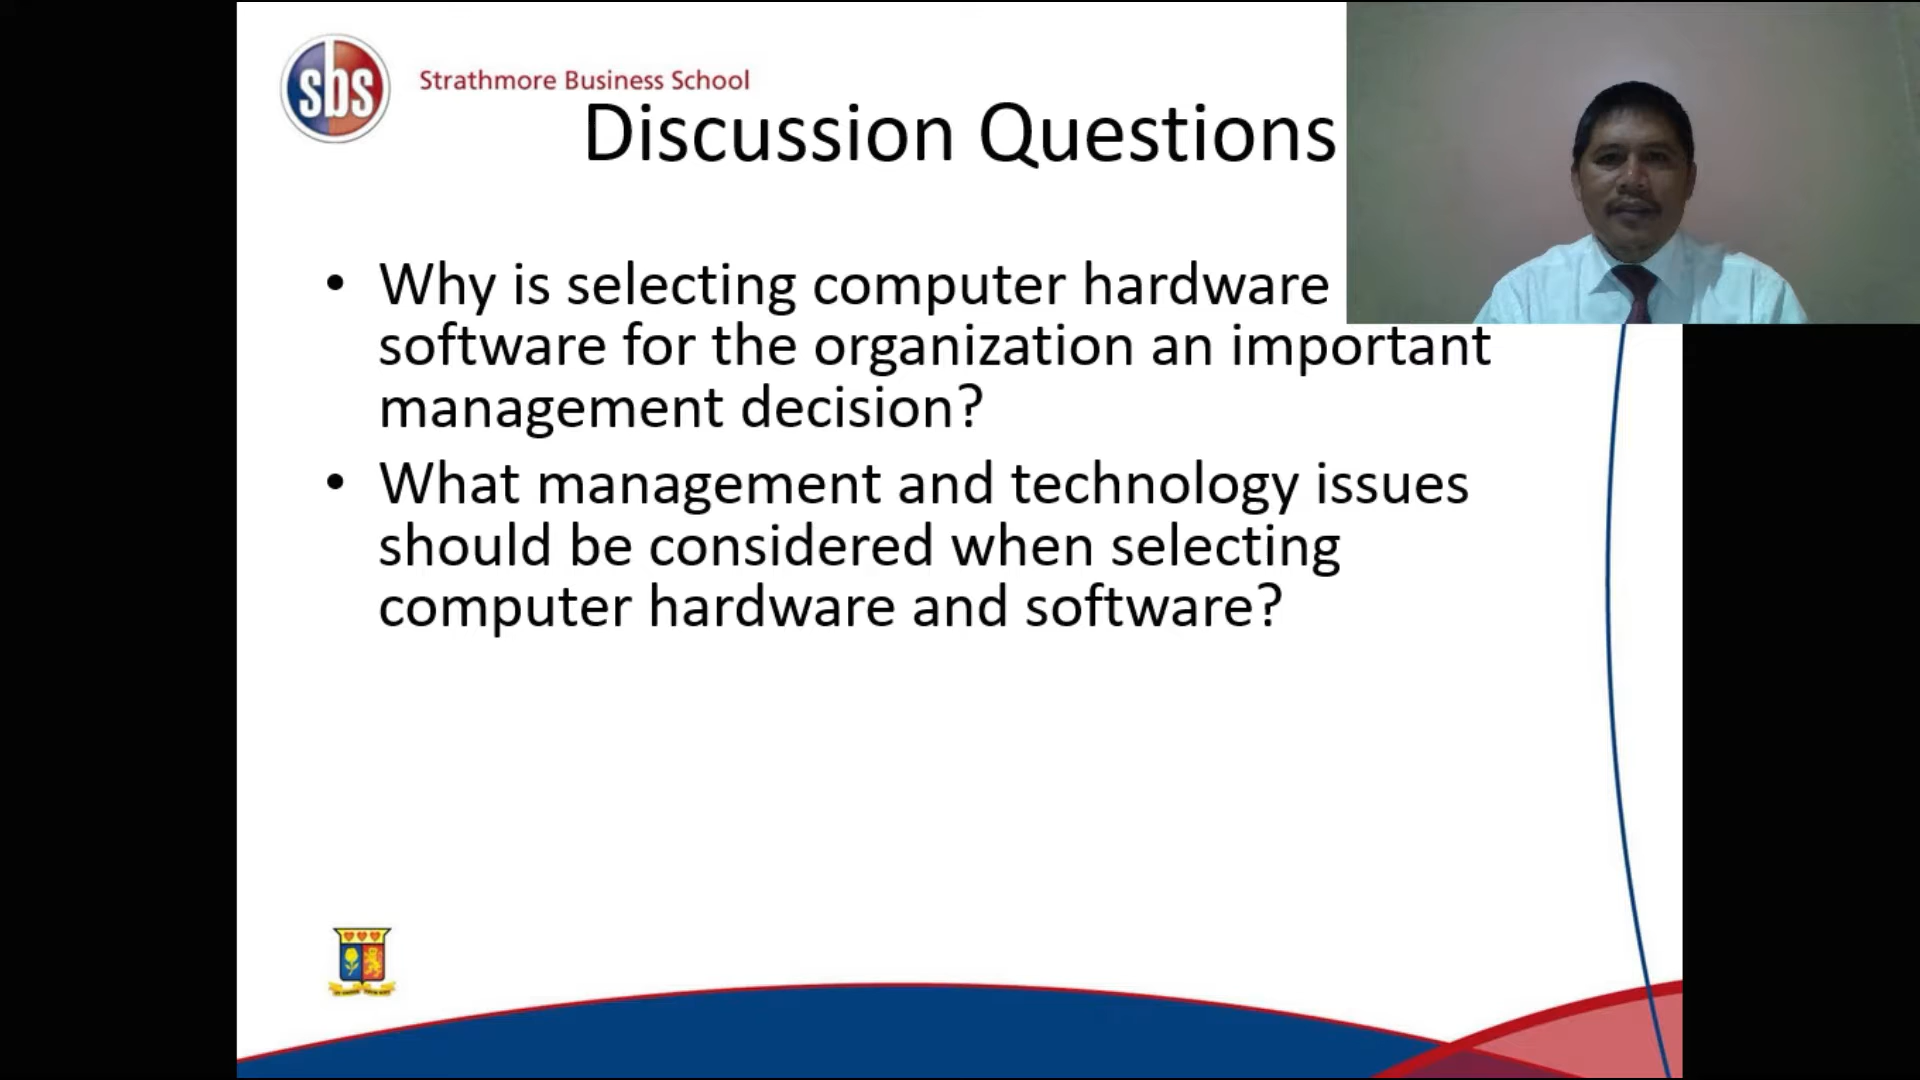 sbs
Strathmore Business School
Discussion Questions
• Why is selecting computer hardware
software for the organization an important
management decision?
• What management and technology issues
should be considered when selecting
computer hardware and software?